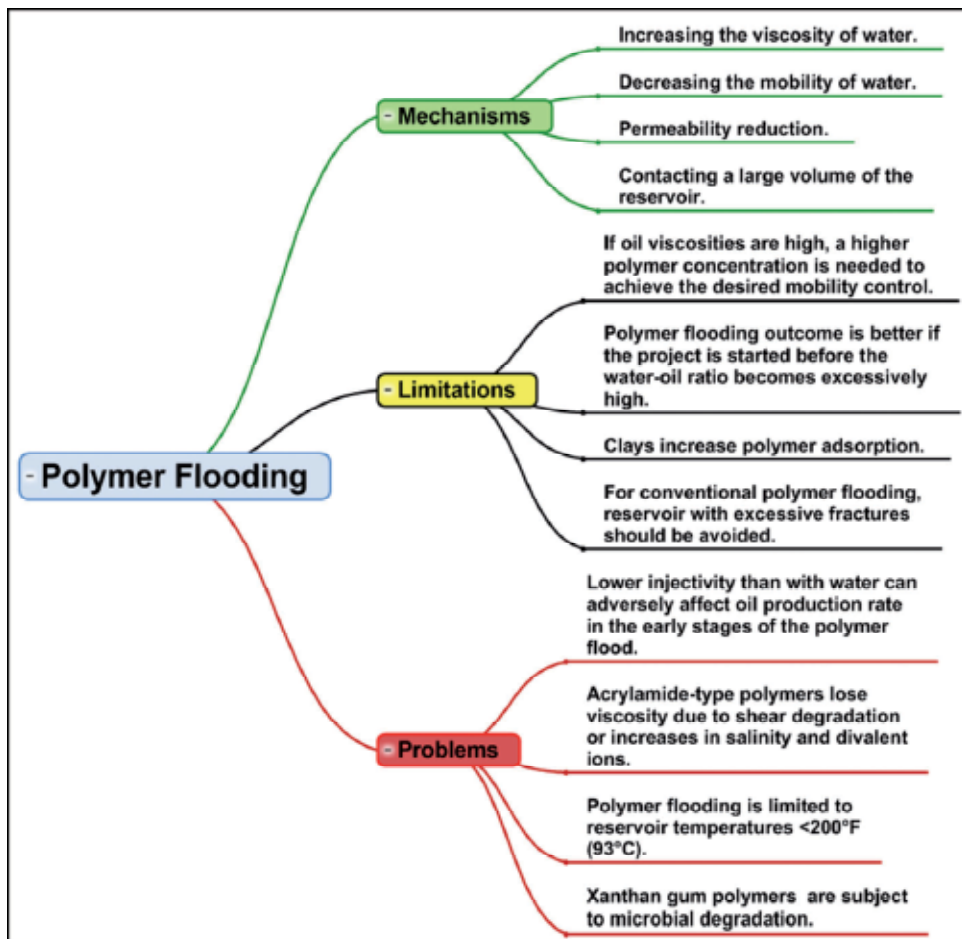 Polymer Flooding
Mechanisms
Increasing the viscosity of water.
Decreasing the mobility of water.
Permeability reduction.
Contacting a large volume of the
reservoir.
Limitations
If oil viscosities are high, a higher
polymer concentration is needed to
achieve the desired mobility control.
Polymer flooding outcome is better if
the project is started before the
water-oil ratio becomes excessively
high.
Clays increase polymer adsorption.
For conventional polymer flooding,
reservoir with excessive fractures
should be avoided.
Problems
Lower injectivity than with water can
adversely affect oil production rate
in the early stages of the polymer
flood.
Acrylamide-type polymers lose
viscosity due to shear degradation
or increases in salinity and divalent
ions.
Polymer flooding is limited to
reservoir temperatures <200°F
(93°C).
Xanthan gum polymers are subject
to microbial degradation.